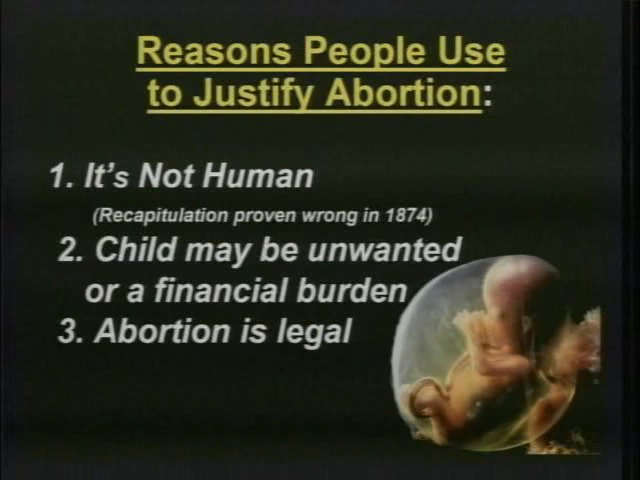 Reasons People Use
to Justify Abortion:
1. It's Not Human
(Recapitulation proven wrong in 1874)
2. Child may be unwanted
or a financial burden
3. Abortion is legal